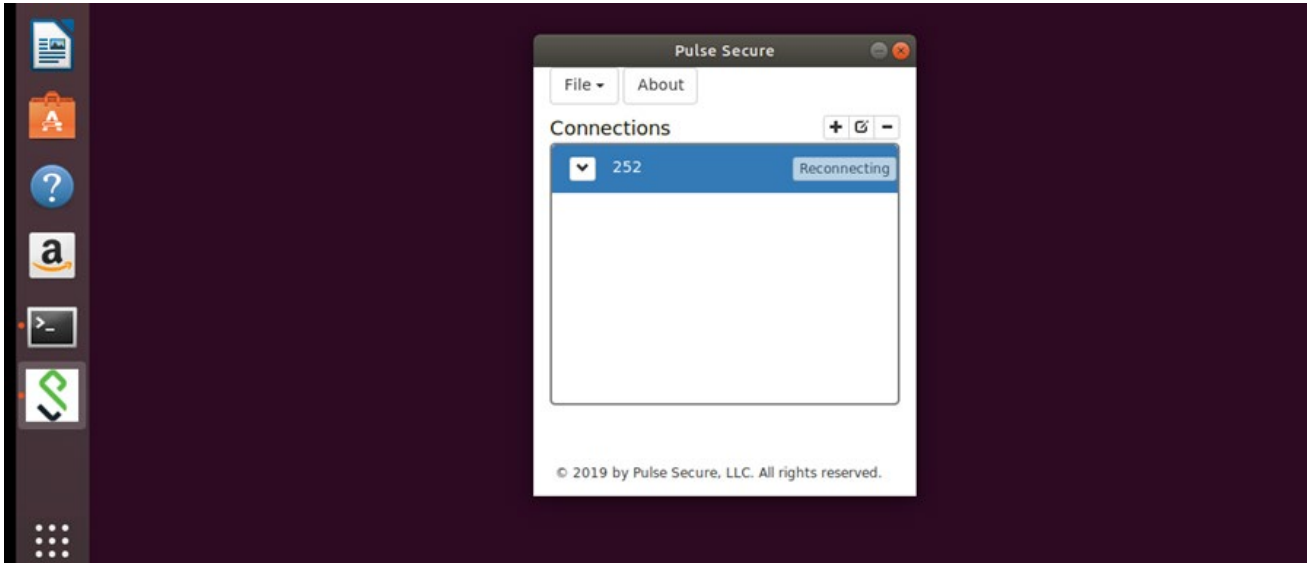 Pulse Secure
File About
Connections
252 Reconnecting
© 2019 by Pulse Secure, LLC. All rights reserved.